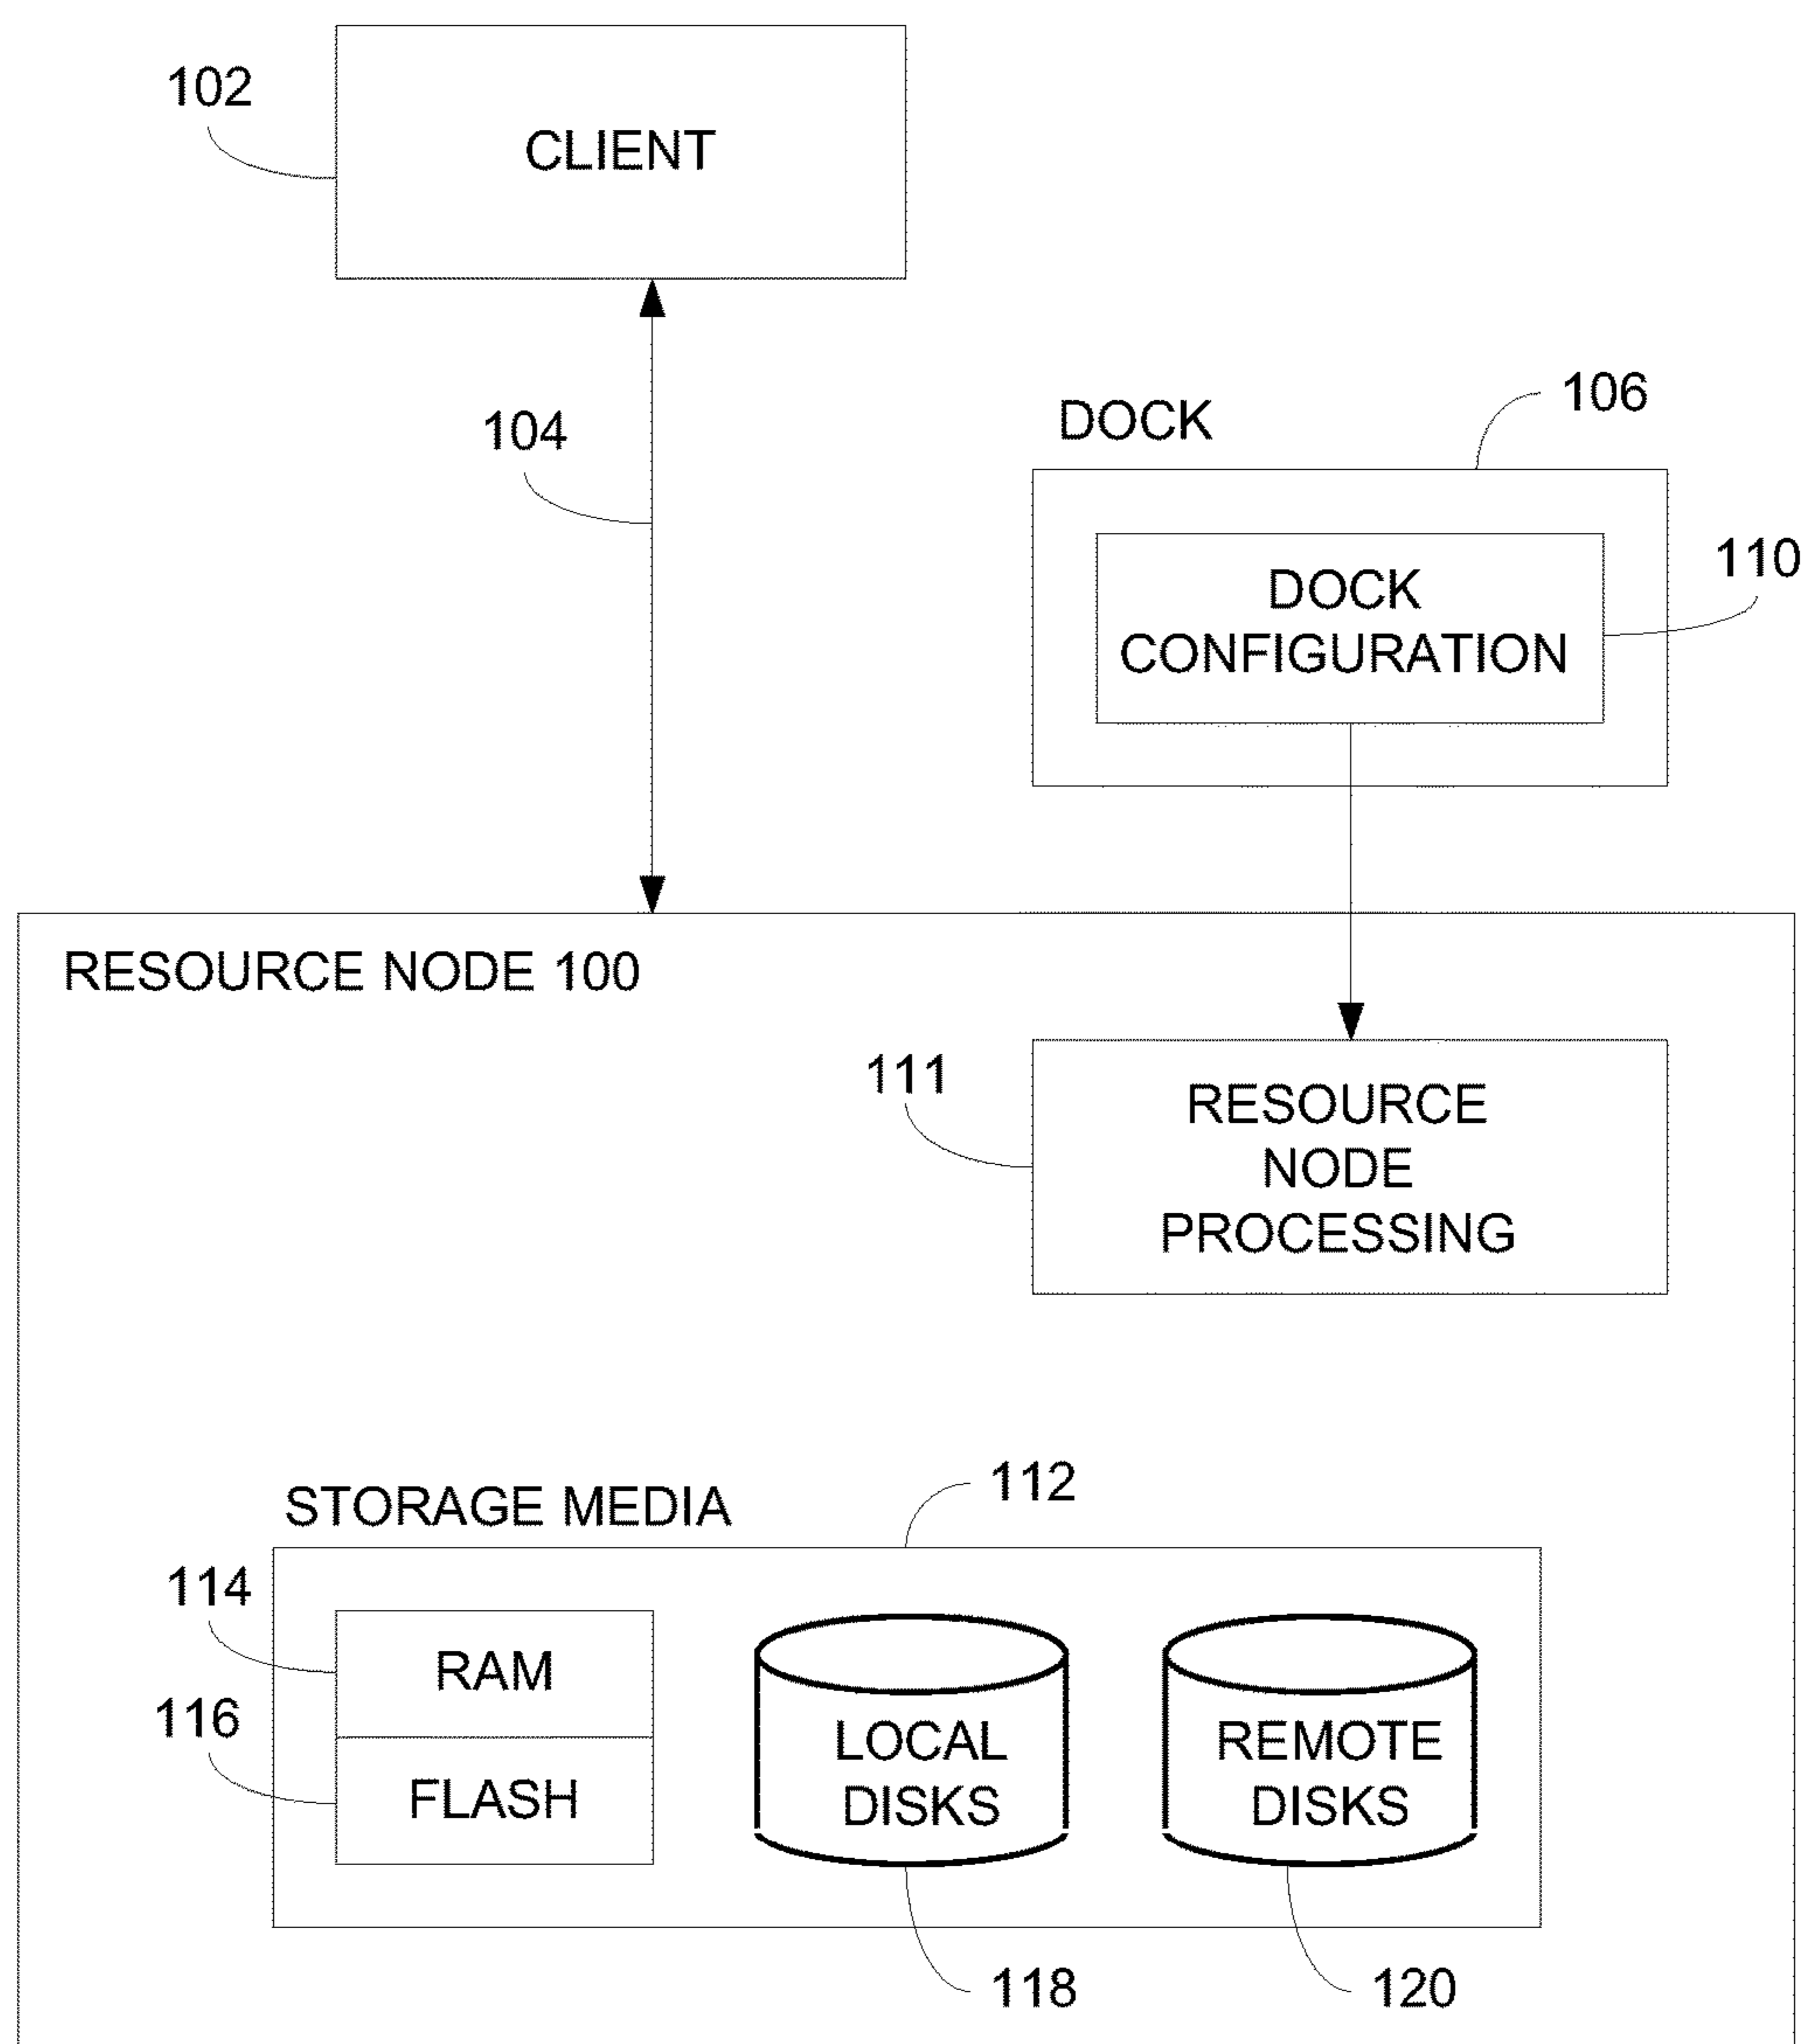 102
CLIENT
104
DOCK
106
DOCK
CONFIGURATION
110
RESOURCE NODE 100
111
RESOURCE
NODE
PROCESSING
STORAGE MEDIA
112
114
RAM
116
FLASH
LOCAL
DISKS
REMOTE
DISKS
118
120